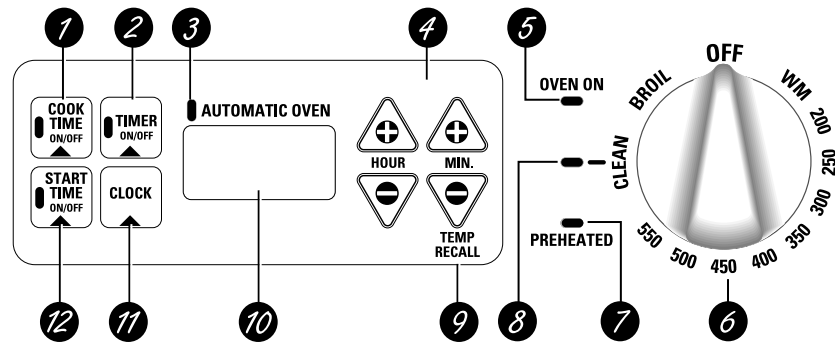 1
2
3
4
5
COOK
TIME
ON/OFF
TIMER
ON/OFF
AUTOMATIC OVEN
HOUR
MIN.
START
TIME
ON/OFF
CLOCK
TEMP
RECALL
OVEN ON
CLEAN
PREHEATED
BROIL
OFF
WM
200
250
300
350
400
450
500
550
12
11
10
9
8
7
6